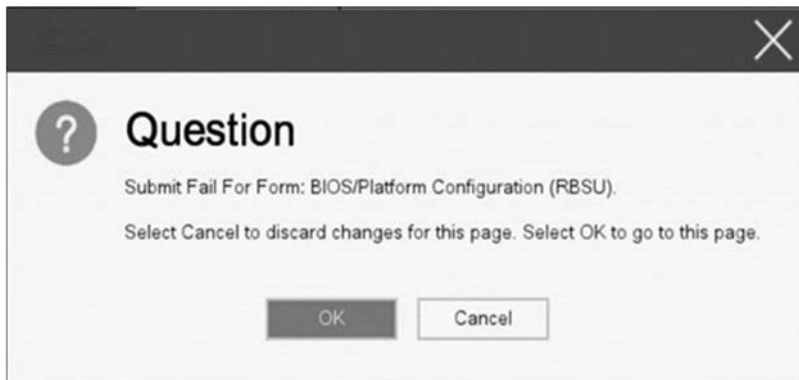 Question
Submit Fail For Form: BIOS/Platform Configuration (RBSU).
Select Cancel to discard changes for this page. Select OK to go to this page.
OK
Cancel